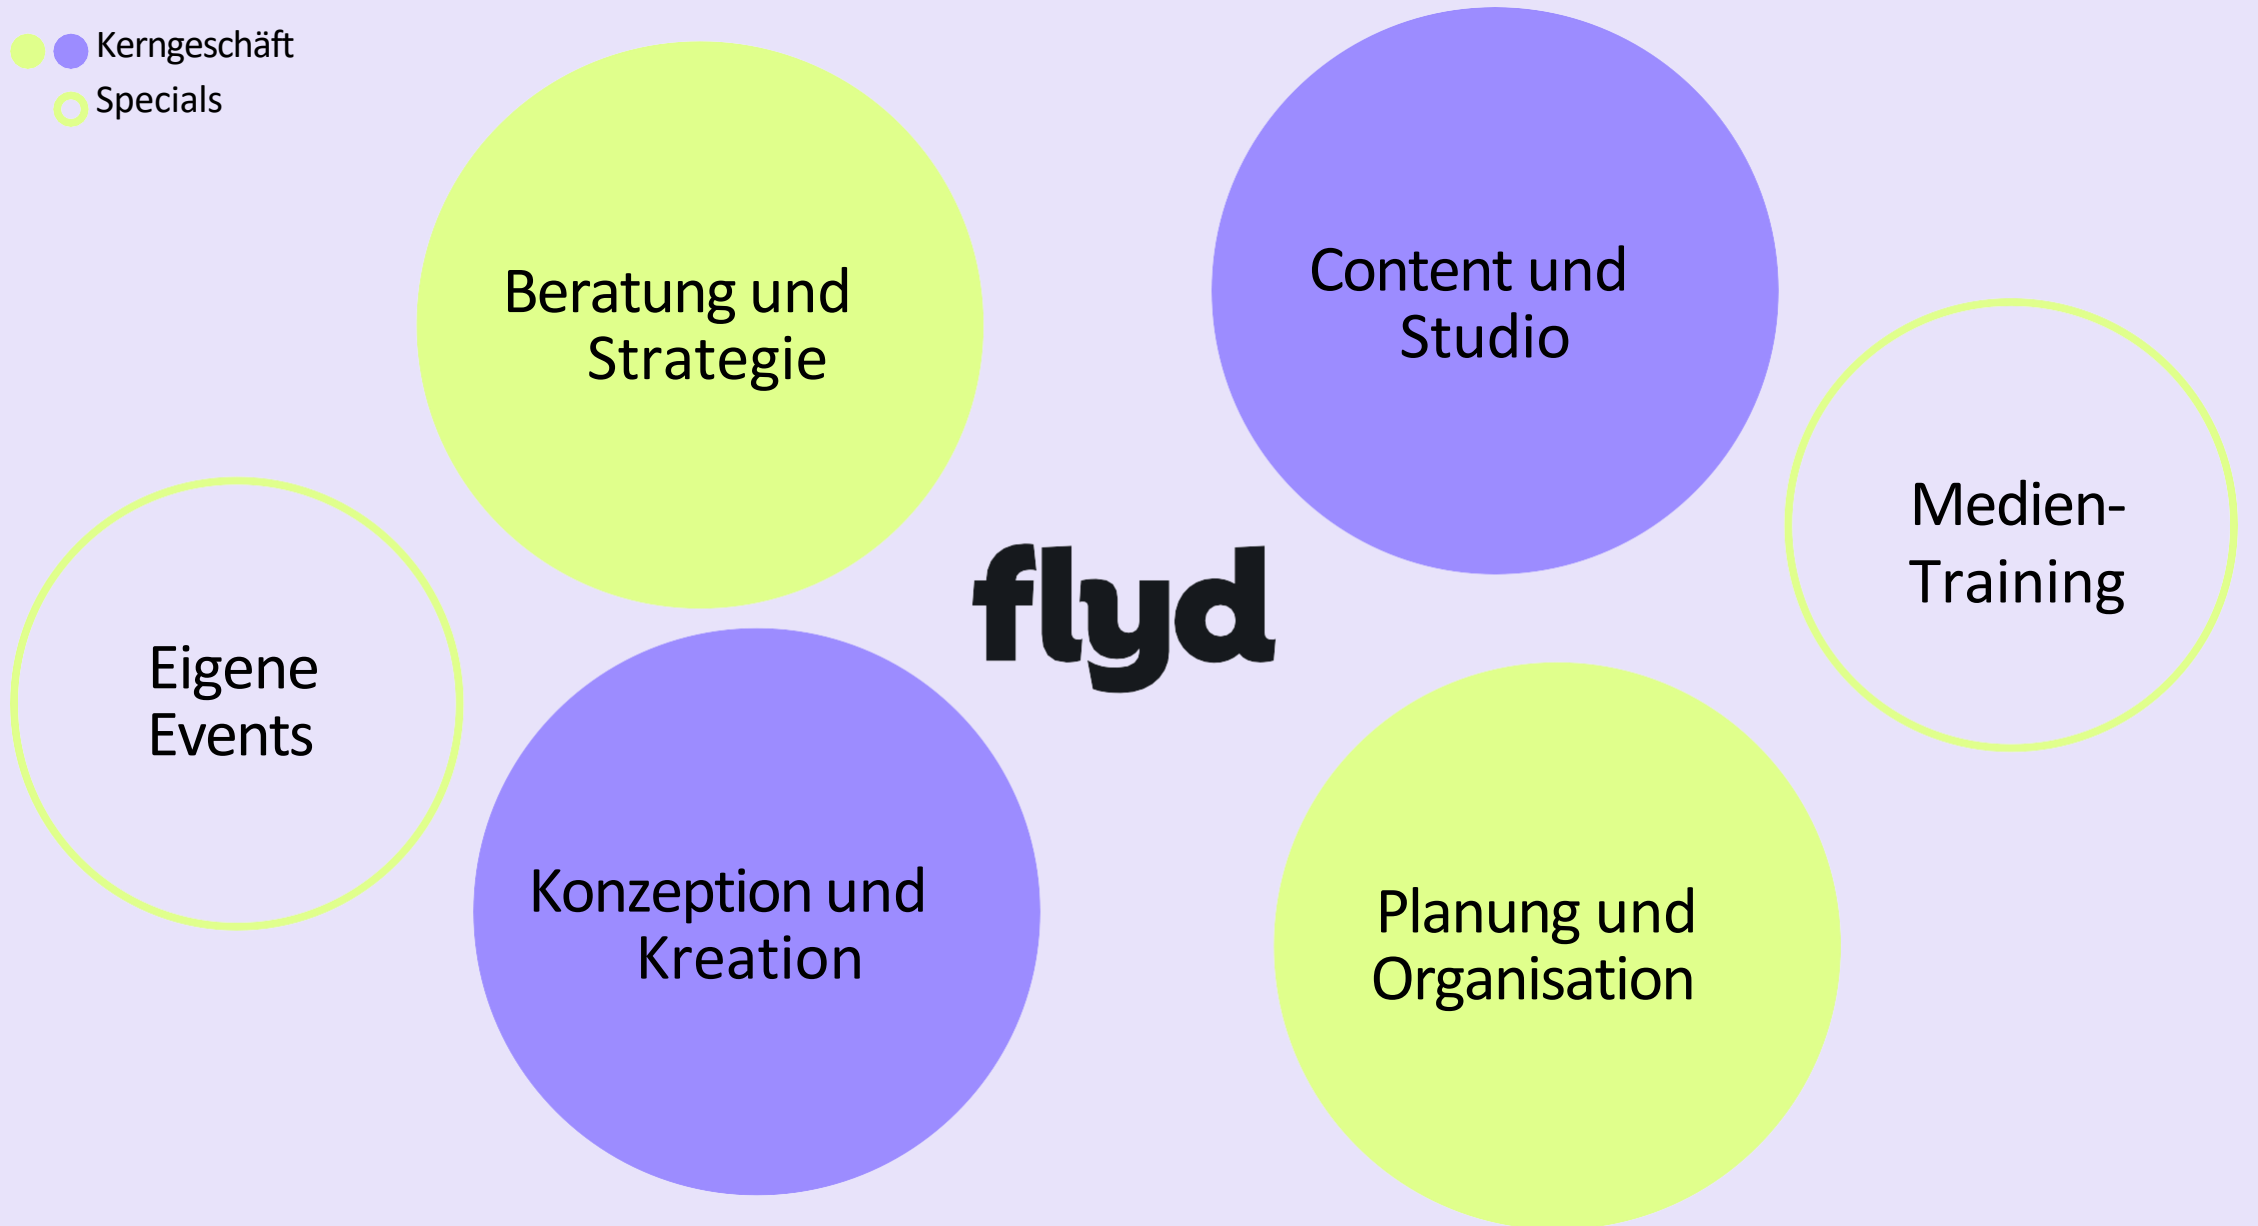 Kerngeschäft
Specials
Beratung und
Strategie
Content und
Studio
Medien-
Training
flyd
Eigene
Events
Konzeption und
Kreation
Planung und
Organisation